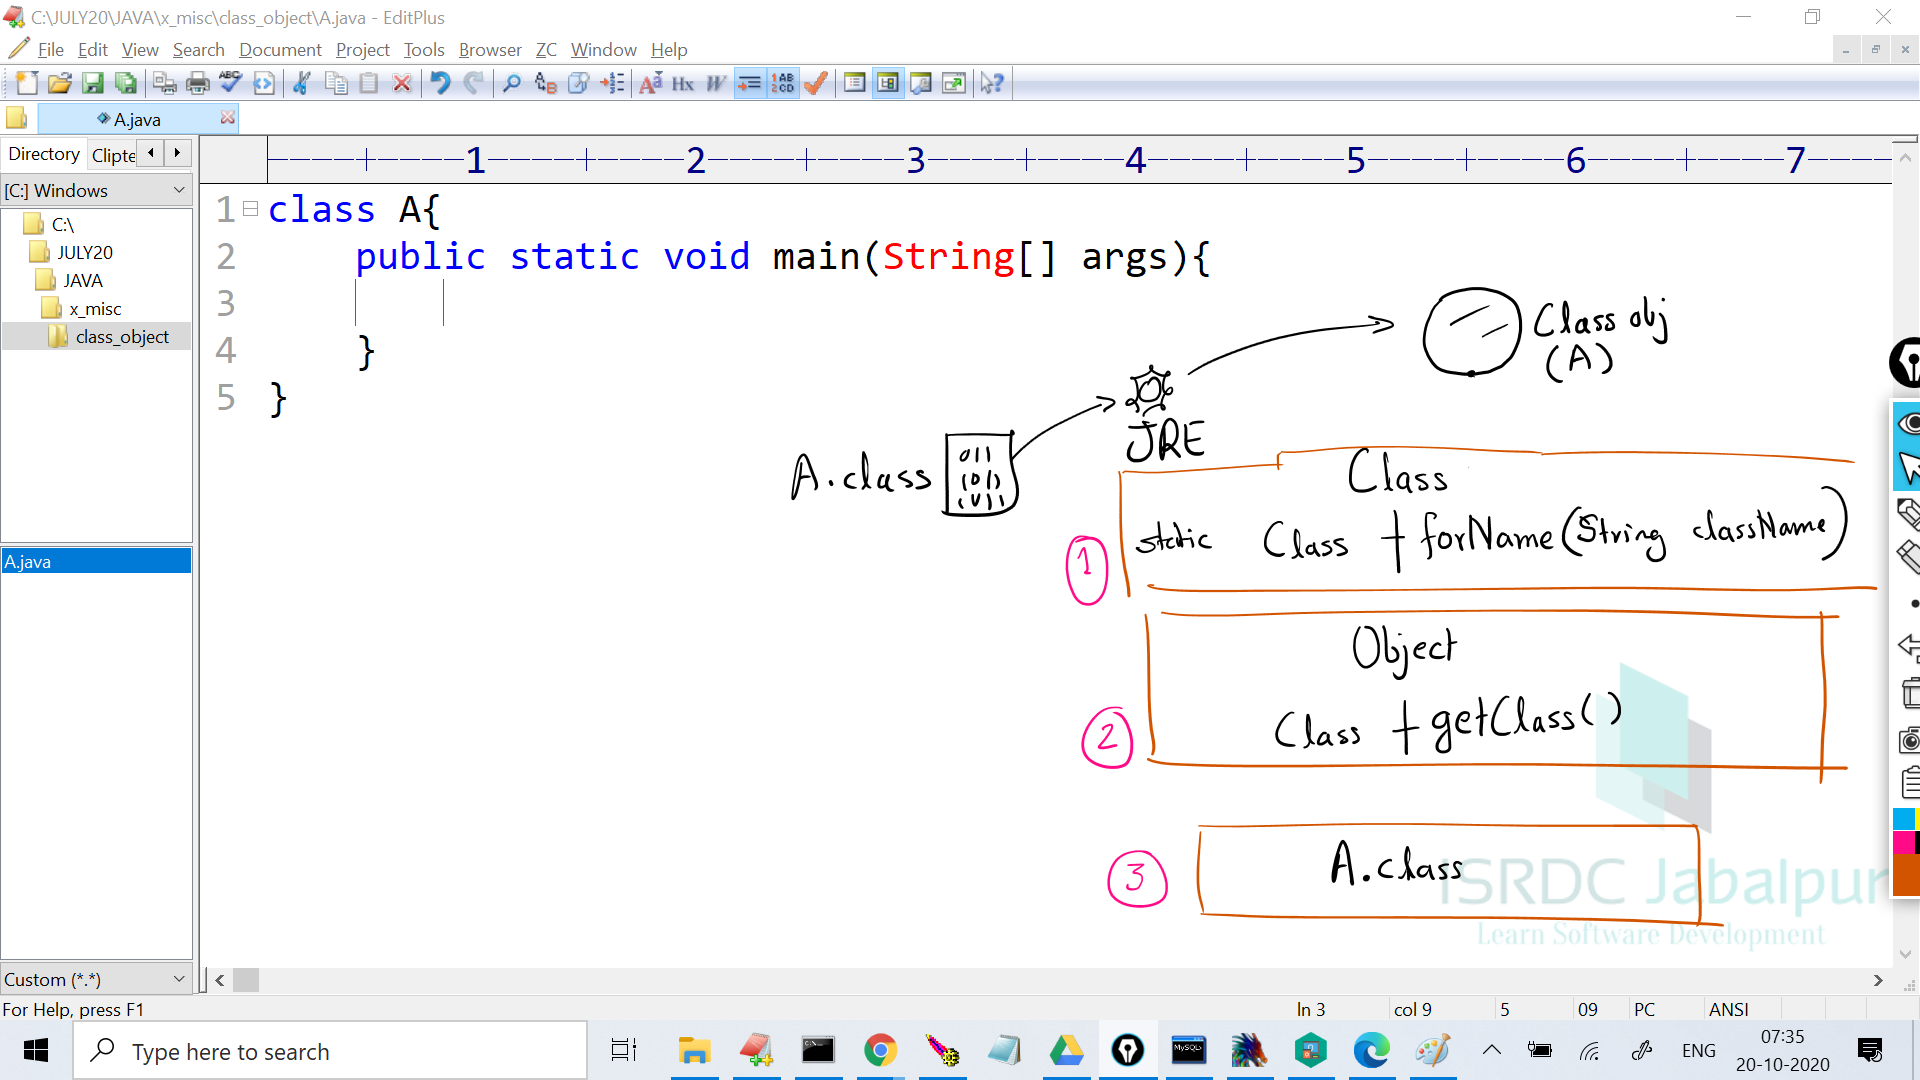 C:\JULY20\JAVA\x_misc\class_object\A.java - EditPlus
File Edit View Search Document Project Tools Browser ZC Window Help
A.java
Directory Clipte
[C:] Windows
C:\
JULY20
JAVA
x_misc
class_object
A.java
Custom (*.*)
1 2 3 4 5 6 7
1 class A{
2 public static void main(String[] args){
3
4 }
5 }
Class obj
(A)
JRE
A.class
011
1010
Class
1 static Class + forName(String className)
Object
2 Class + getClass()
3 A.class
ISRDC Jabalpur
Learn Software Development
For Help, press F1
ln 3 col 9 5 09 PC ANSI
Type here to search
MySQL
ENG
07:35
20-10-2020